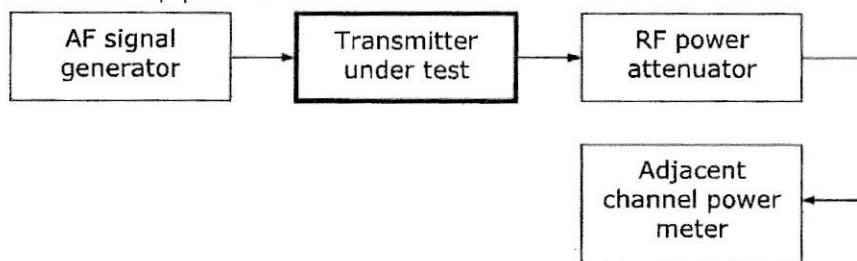 AF signal
generator
Transmitter
under test
RF power
attenuator
Adjacent
channel power
meter